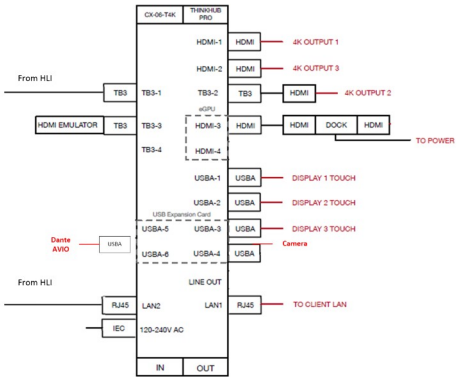 CX-06-T4K THINKHUB PRO
HDMI-1 HDMI 4K OUTPUT 1
HDMI-2 HDMI 4K OUTPUT 3
From HLI
TB3 TB3-1 TB3-2 TB3 HDMI 4K OUTPUT 2
eGPU
HDMI EMULATOR TB3 TB3-3 HDMI-3 HDMI HDMI DOCK HDMI
TO POWER
TB3-4 HDMI-4
USBA-1 USBA DISPLAY 1 TOUCH
USBA-2 USBA DISPLAY 2 TOUCH
USB Expansion Card
USBA-5 USBA-3 USBA DISPLAY 3 TOUCH
Dante AVIO USBA Camera
USBA-6 USBA-4 USBA
From HLI
LINE OUT
RJ45 LAN2 LAN1 RJ45 TO CLIENT LAN
IEC 120-240V AC
IN OUT